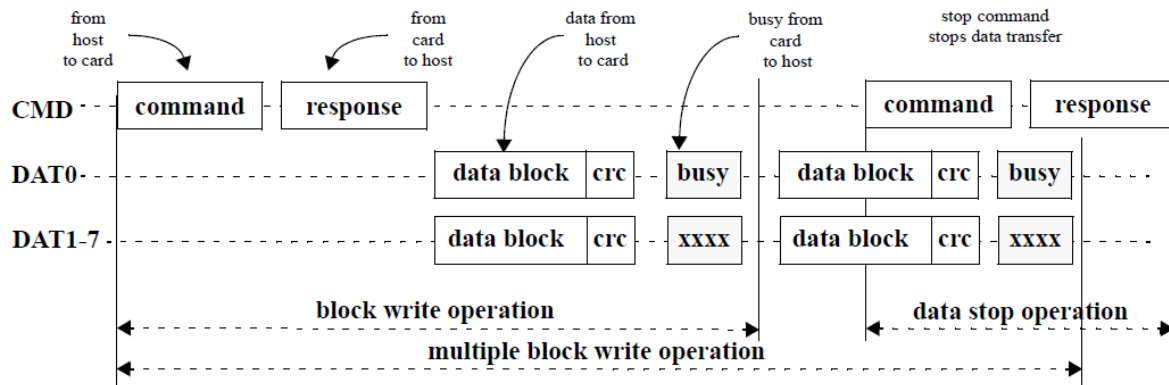 from
host
to card
from
card
to host
data from
host
to card
busy from
card
to host
stop command
stops data transfer
CMD command response command response
DAT0 data block crc busy data block crc busy
DAT1-7 data block crc xxxx data block crc xxxx
block write operation
data stop operation
multiple block write operation